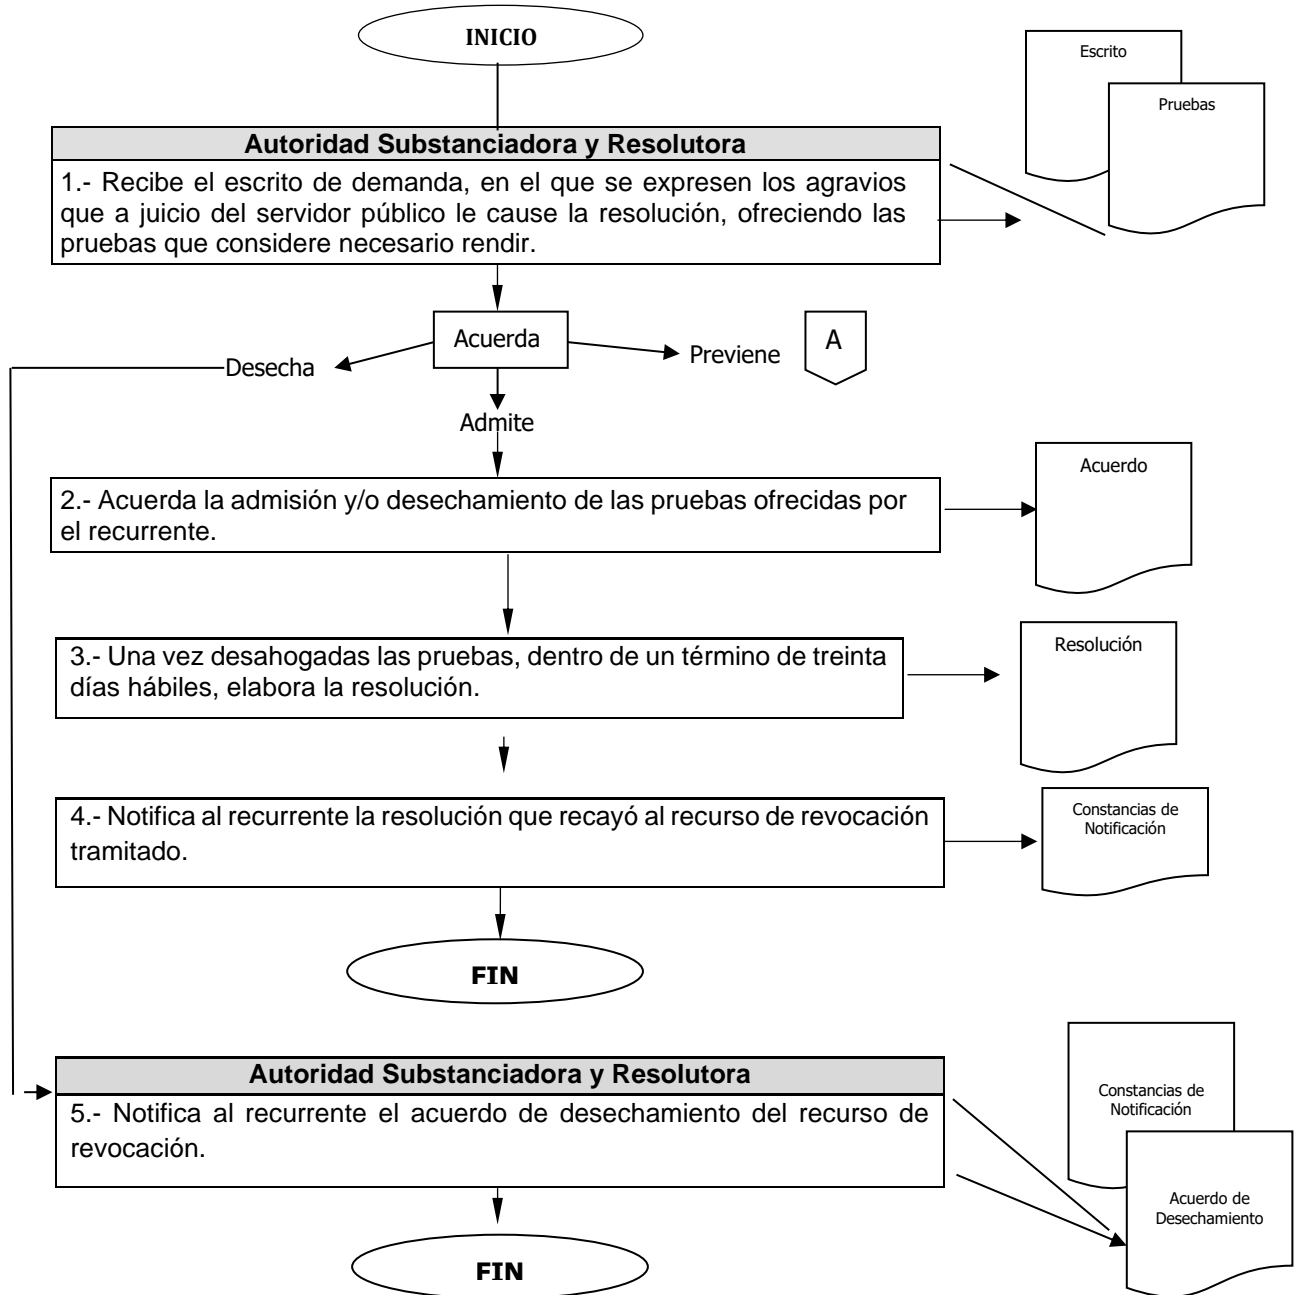 INICIO
Escrito
Pruebas
Autoridad Substanciadora y Resolutora
1.- Recibe el escrito de demanda, en el que se expresen los agravios
que a juicio del servidor público le cause la resolución, ofreciendo las
pruebas que considere necesario rendir.
Acuerda
Desecha
Previene
A
Admite
2.- Acuerda la admisión y/o desechamiento de las pruebas ofrecidas por
el recurrente.
Acuerdo
3.- Una vez desahogadas las pruebas, dentro de un término de treinta
días hábiles, elabora la resolución.
Resolución
4.- Notifica al recurrente la resolución que recayó al recurso de revocación
tramitado.
Constancias de
Notificación
FIN
Autoridad Substanciadora y Resolutora
5.- Notifica al recurrente el acuerdo de desechamiento del recurso de
revocación.
Constancias de
Notificación
Acuerdo de
Desechamiento
FIN